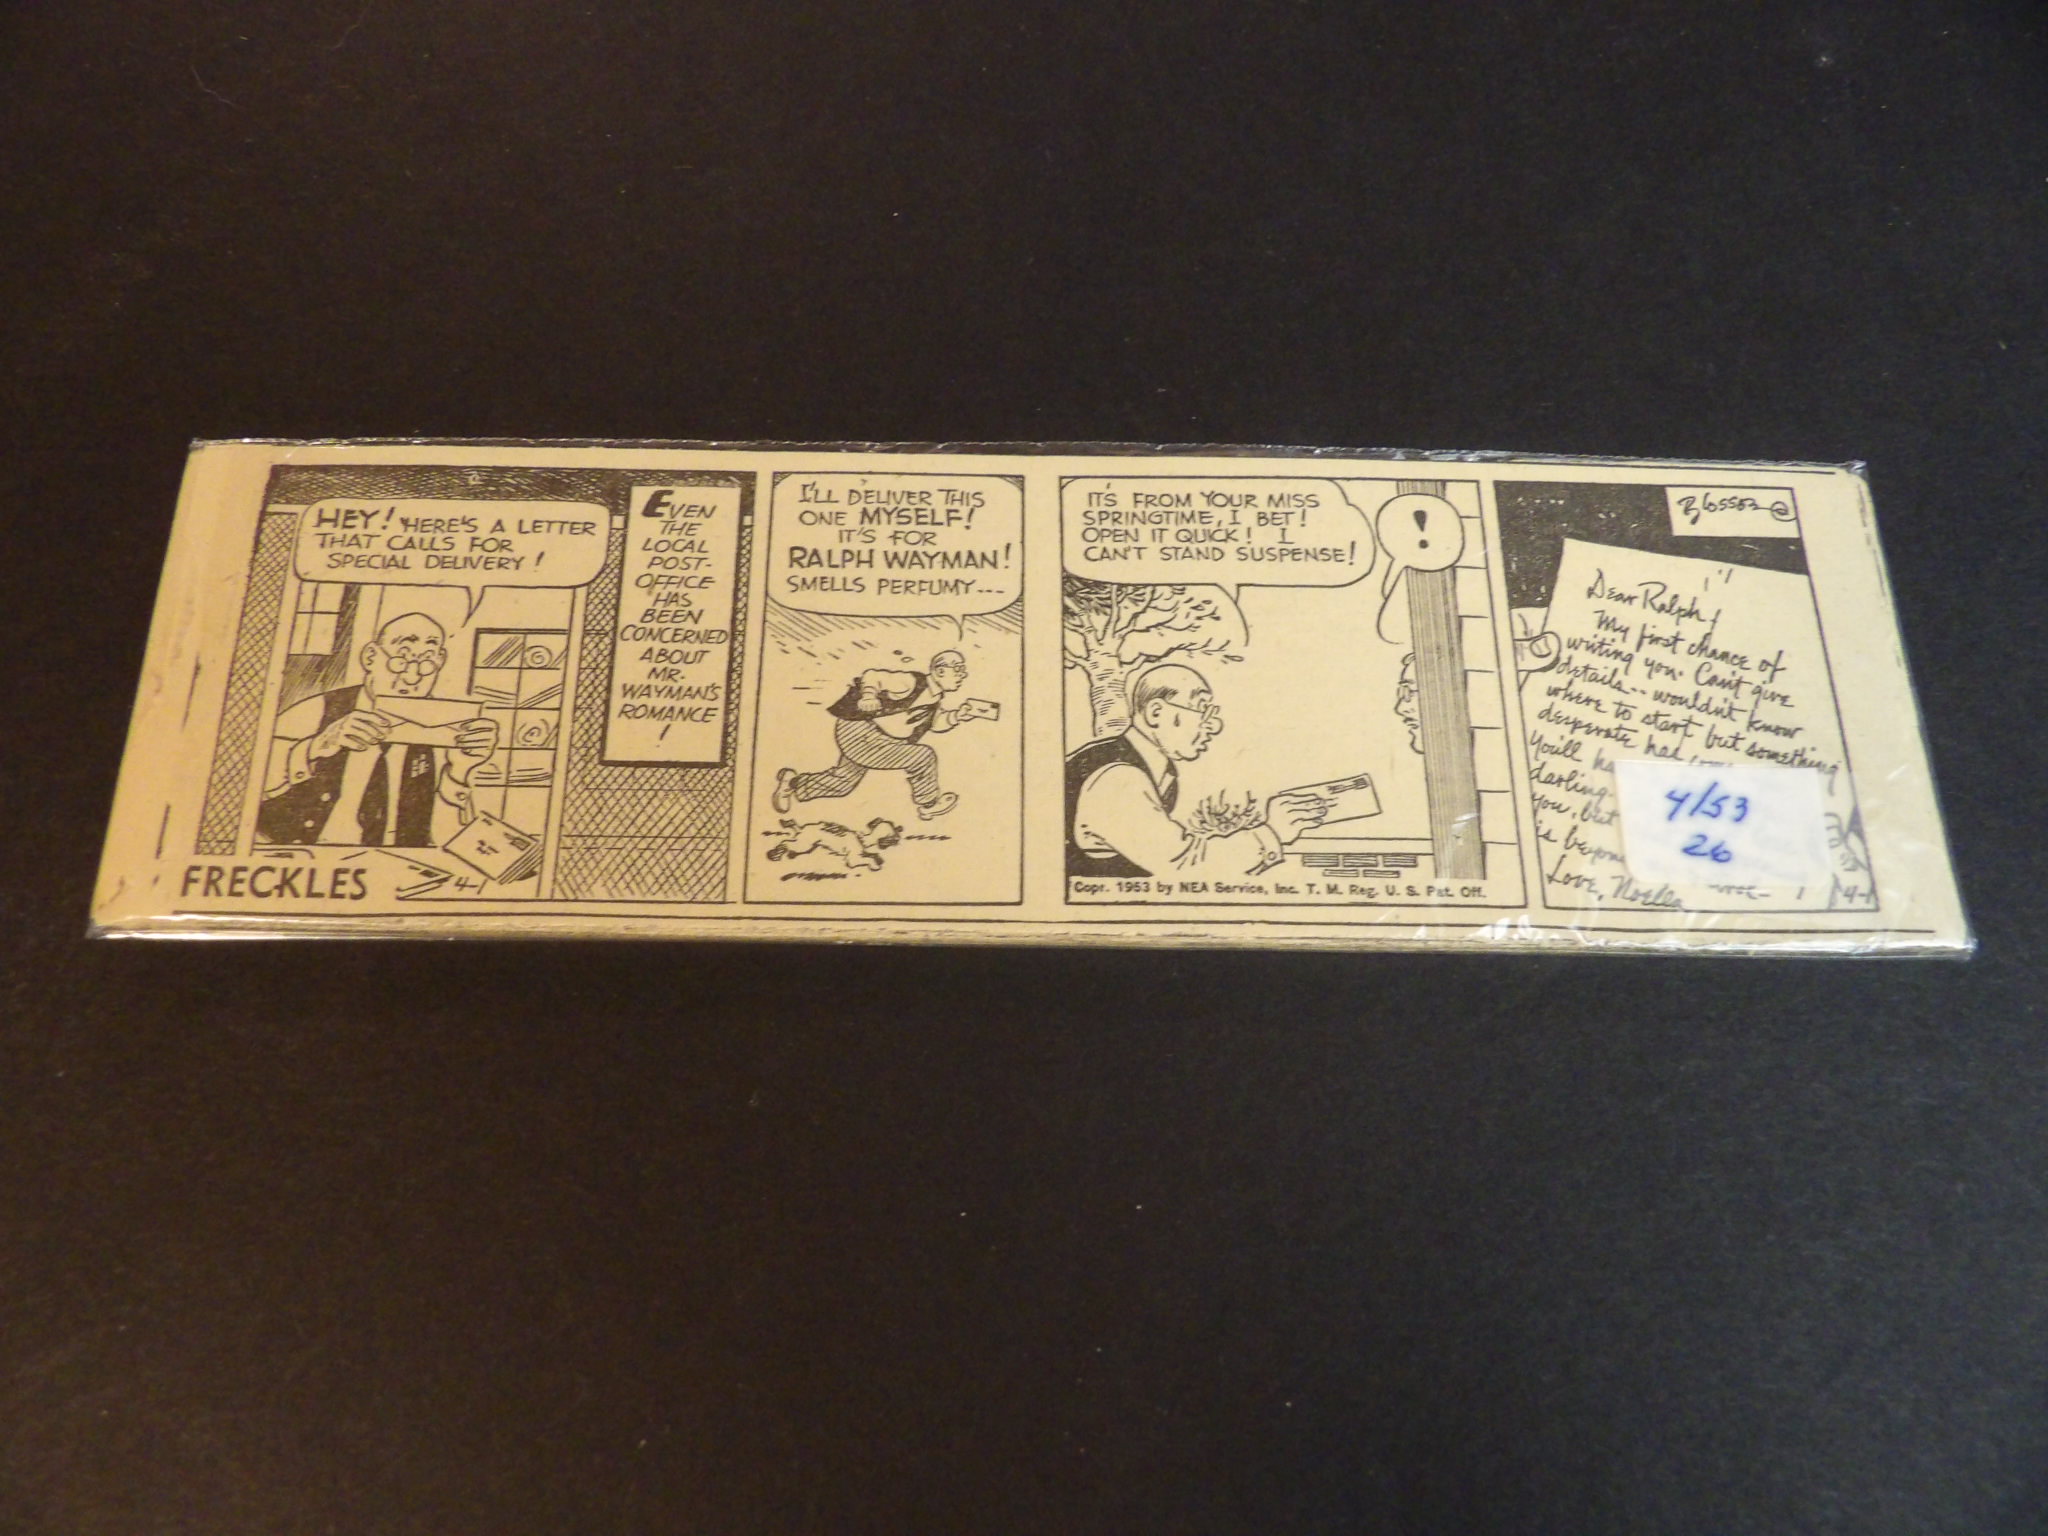 HEY! HERE'S A LETTER
THAT CALLS FOR
SPECIAL DELIVERY!
EVEN
THE
LOCAL
POST-
OFFICE
HAS
BEEN
CONCERNED
ABOUT
MR.
WAYMAN'S
ROMANCE
!
FRECKLES
4-1
I'LL DELIVER THIS
ONE MYSELF!
IT'S FOR
RALPH WAYMAN!
SMELLS PERFUMY---
IT'S FROM YOUR MISS
SPRINGTIME, I BET!
OPEN IT QUICK! I
CAN'T STAND SUSPENSE!
!
Copr. 1953 by NEA Service, Inc. T. M. Reg. U. S. Pat. Off.
Blosser
Dear Ralph!
My first chance of
writing you. Can't give
details-- wouldn't know
where to start but something
desperate has
You'll
darling.
you, but
is
Love, Noella
4-1
4/53
26